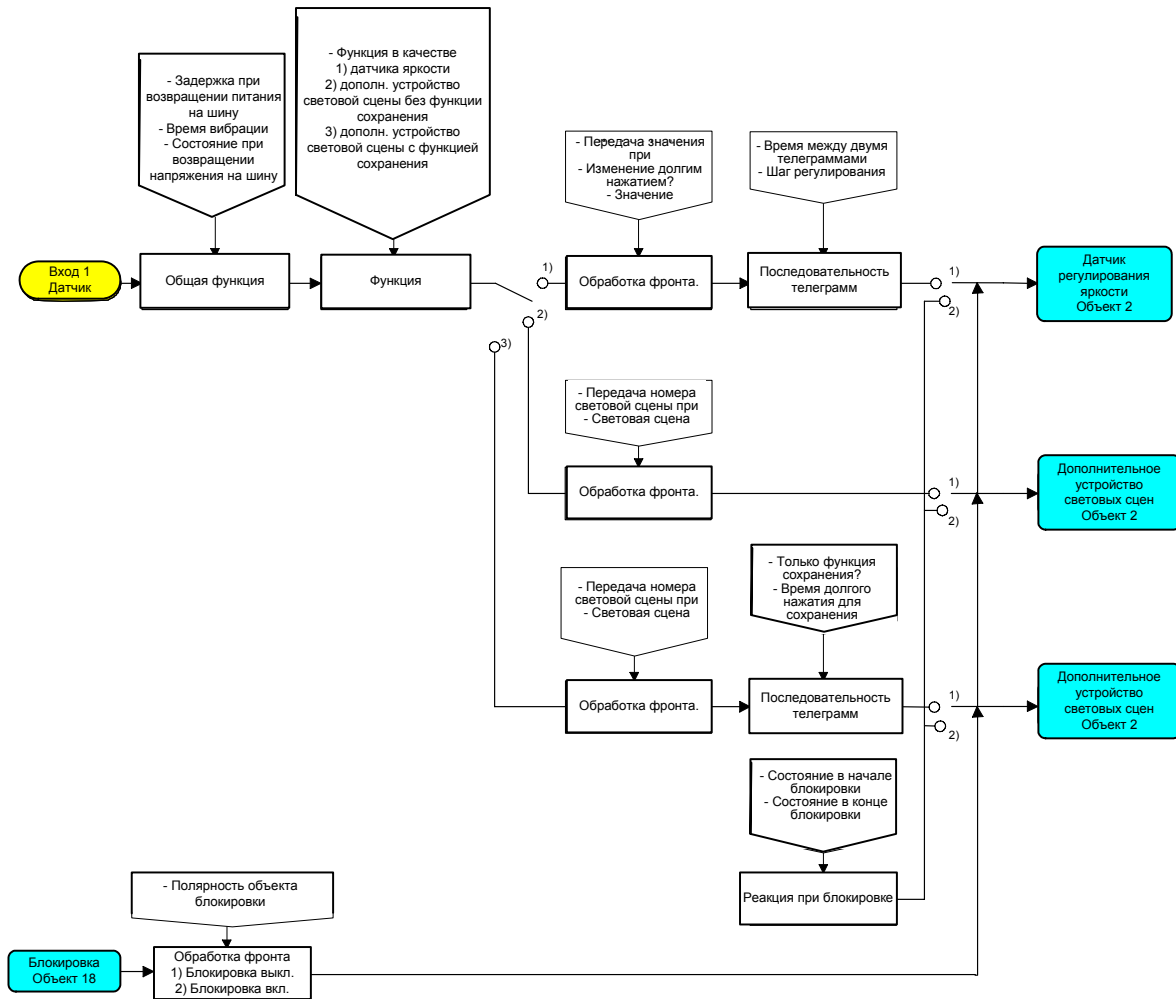 - Задержка при
возвращении питания
на шину
- Время вибрации
- Состояние при
возвращении
напряжения на шину
- Функция в качестве
1) датчика яркости
2) дополн. устройство
световой сцены без функции
сохранения
3) дополн. устройство
световой сцены с функцией
сохранения
- Передача значения
при
- Изменение долгим
нажатием?
- Значение
- Время между двумя
телеграммами
- Шаг регулирования
Вход 1
Датчик
Общая функция
Функция
1)
2)
3)
Обработка фронта.
Последовательность
телеграмм
1)
2)
Датчик
регулирования
яркости
Объект 2
- Передача номера
световой сцены при
- Световая сцена
Обработка фронта.
1)
2)
Дополнительное
устройство
световых сцен
Объект 2
- Передача номера
световой сцены при
- Световая сцена
- Только функция
сохранения?
- Время долгого
нажатия для
сохранения
Обработка фронта.
Последовательность
телеграмм
1)
2)
Дополнительное
устройство
световых сцен
Объект 2
- Состояние в начале
блокировки
- Состояние в конце
блокировки
Реакция при блокировке
- Полярность объекта
блокировки
Блокировка
Объект 18
Обработка фронта
1) Блокировка выкл.
2) Блокировка вкл.